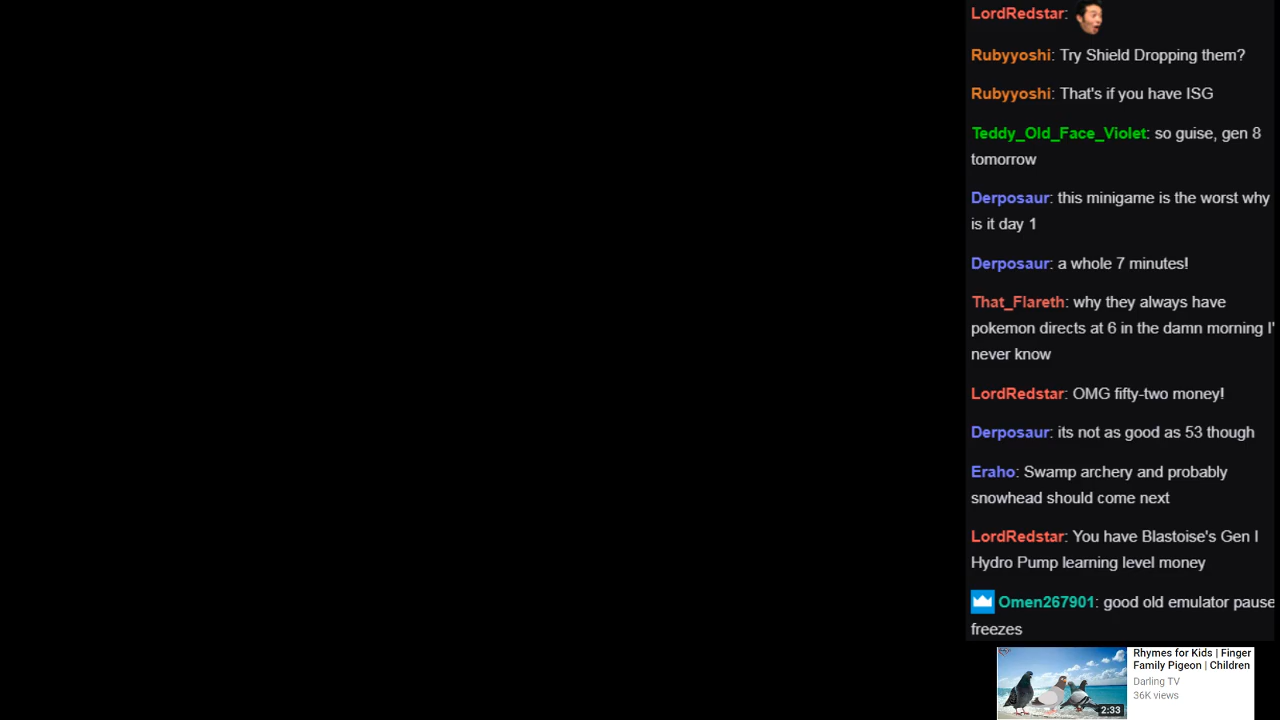 LordRedstar:
Rubyyoshi: Try Shield Dropping them?
Rubyyoshi: That's if you have ISG
Teddy_Old_Face_Violet: so guise, gen 8
tomorrow
Derposaur: this minigame is the worst why
is it day 1
Derposaur: a whole 7 minutes!
That_Flareth: why they always have
pokemon directs at 6 in the damn morning I'
never know
LordRedstar: OMG fifty-two money!
Derposaur: its not as good as 53 though
Eraho: Swamp archery and probably
snowhead should come next
LordRedstar: You have Blastoise's Gen I
Hydro Pump learning level money
Omen267901: good old emulator pause
freezes
Rhymes for Kids | Finger
Family Pigeon | Children
Darling TV
36K views
2:33